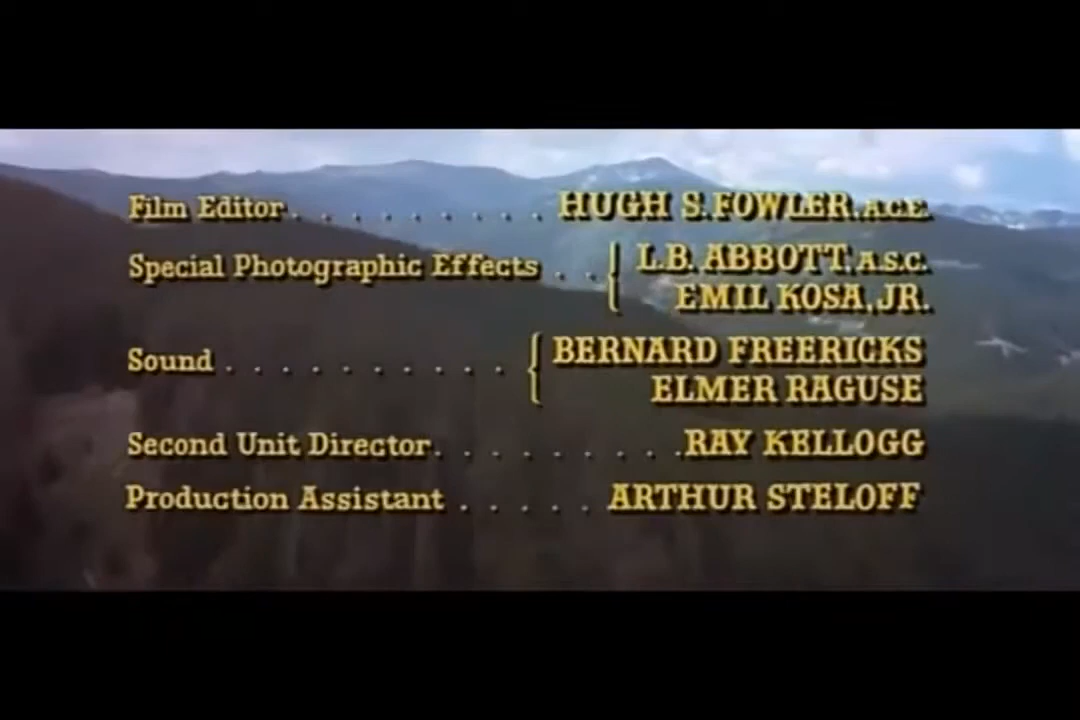 Film Editor . . . . . . . . . HUGH S. FOWLER, A.C.E.
Special Photographic Effects . . { L.B. ABBOTT, A.S.C.
EMIL KOSA, JR.
Sound . . . . . . . . . . { BERNARD FREERICKS
ELMER RAGUSE
Second Unit Director . . . . . . . . . RAY KELLOGG
Production Assistant . . . . . ARTHUR STELOFF